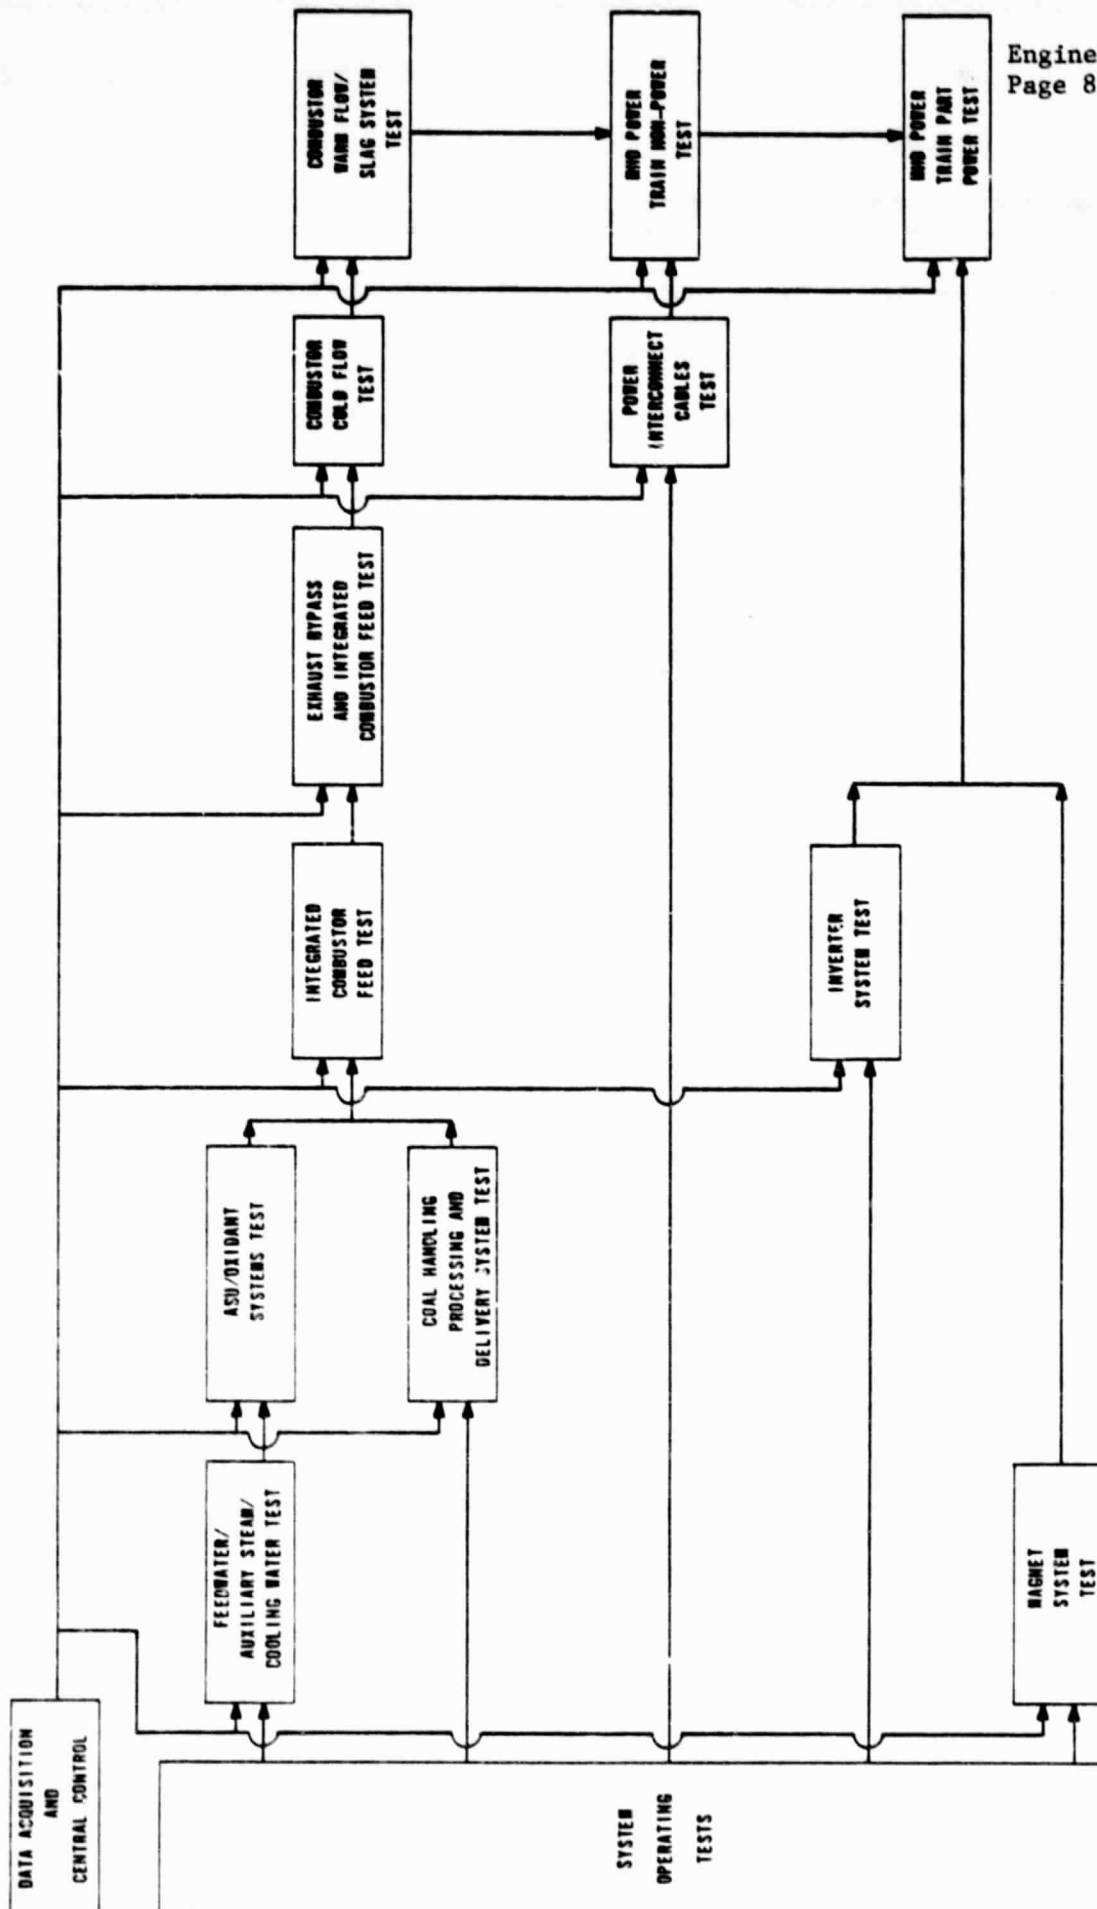 Engine
Page 8
COMBUSTOR
WARM FLOW/
SLAG SYSTEM
TEST
MHD POWER
TRAIN NON-POWER
TEST
MHD POWER
TRAIN PART
POWER TEST
COMBUSTOR
COLD FLOW
TEST
POWER
INTERCONNECT
CABLES
TEST
EXHAUST BYPASS
AND INTEGRATED
COMBUSTOR FEED TEST
INTEGRATED
COMBUSTOR
FEED TEST
INVERTER
SYSTEM TEST
ASU/OXIDANT
SYSTEMS TEST
COAL HANDLING
PROCESSING AND
DELIVERY SYSTEM TEST
FEEDWATER/
AUXILIARY STEAM/
COOLING WATER TEST
MAGNET
SYSTEM
TEST
DATA ACQUISITION
AND
CENTRAL CONTROL
SYSTEM
OPERATING
TESTS